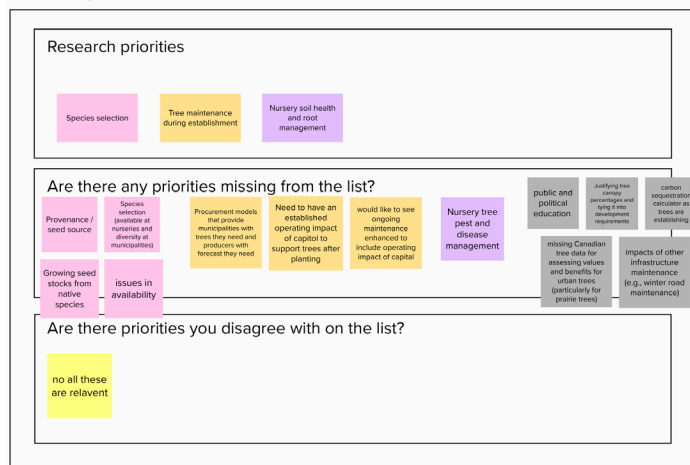 Research priorities
Species selection
Tree maintenance
during establishment
Nursery soil health
and root
management
Are there any priorities missing from the list?
Provenance /
seed source
Species
selection
(available at
nurseries and
diversity at
municipalities)
Growing seed
stocks from
native
species
issues in
availability
Procurement models
that provide
municipalities with
trees they need and
producers with
forecast they need
Need to have an
established
operating impact
of capitol to
support trees after
planting
would like to see
ongoing
maintenance
enhanced to
include operating
impact of capital
Nursery tree
pest and
disease
management
public and
political
education
Justifying tree
canopy
percentages and
tying it into
development
requirements
carbon
sequestration
calculator as
trees are
establishing
missing Canadian
tree data for
assessing values
and benefits for
urban trees
(particularly for
prairie trees)
impacts of other
infrastructure
maintenance
(e.g., winter road
maintenance)
Are there priorities you disagree with on the list?
no all these
are relavent